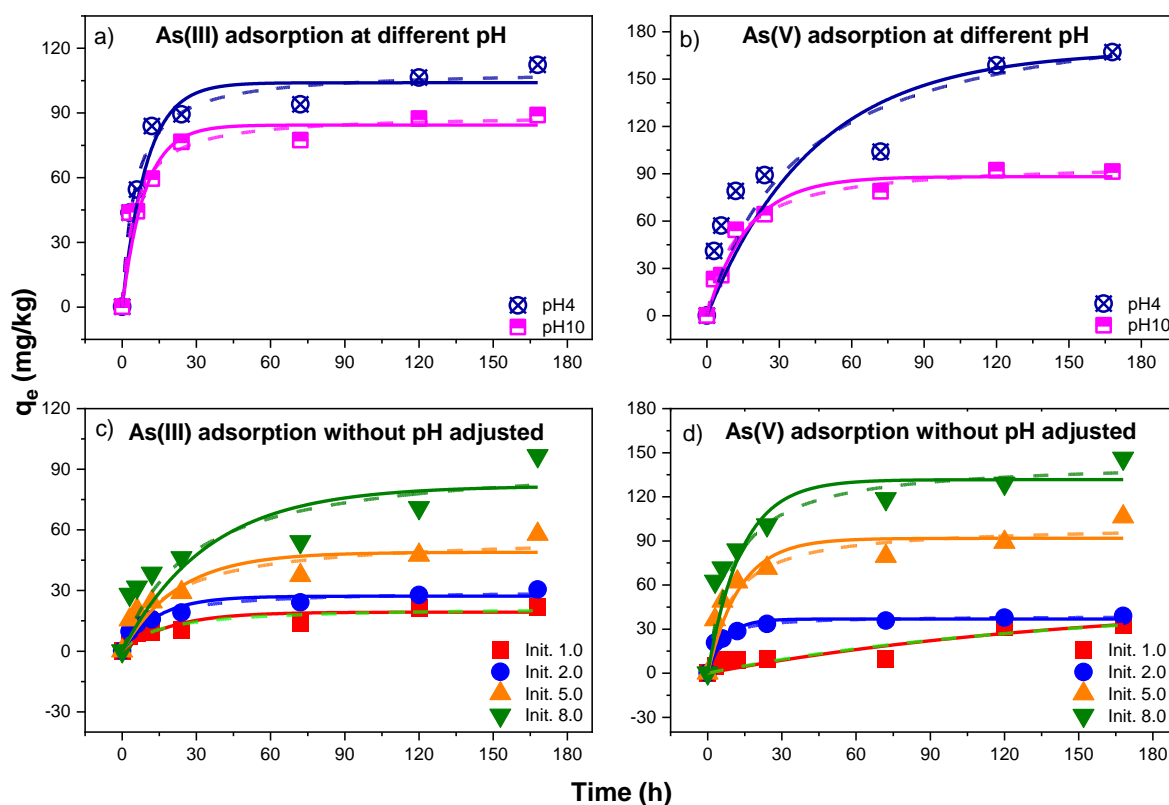 a) As(III) adsorption at different pH
120
90
60
30
0
pH4
pH10
0 30 60 90 120 150 180
b) As(V) adsorption at different pH
180
150
120
90
60
30
0
pH4
pH10
0 30 60 90 120 150 180
qe (mg/kg)
c) As(III) adsorption without pH adjusted
120
90
60
30
0
-30
Init. 1.0
Init. 2.0
Init. 5.0
Init. 8.0
0 30 60 90 120 150 180
d) As(V) adsorption without pH adjusted
180
150
120
90
60
30
0
-30
Init. 1.0
Init. 2.0
Init. 5.0
Init. 8.0
0 30 60 90 120 150 180
Time (h)